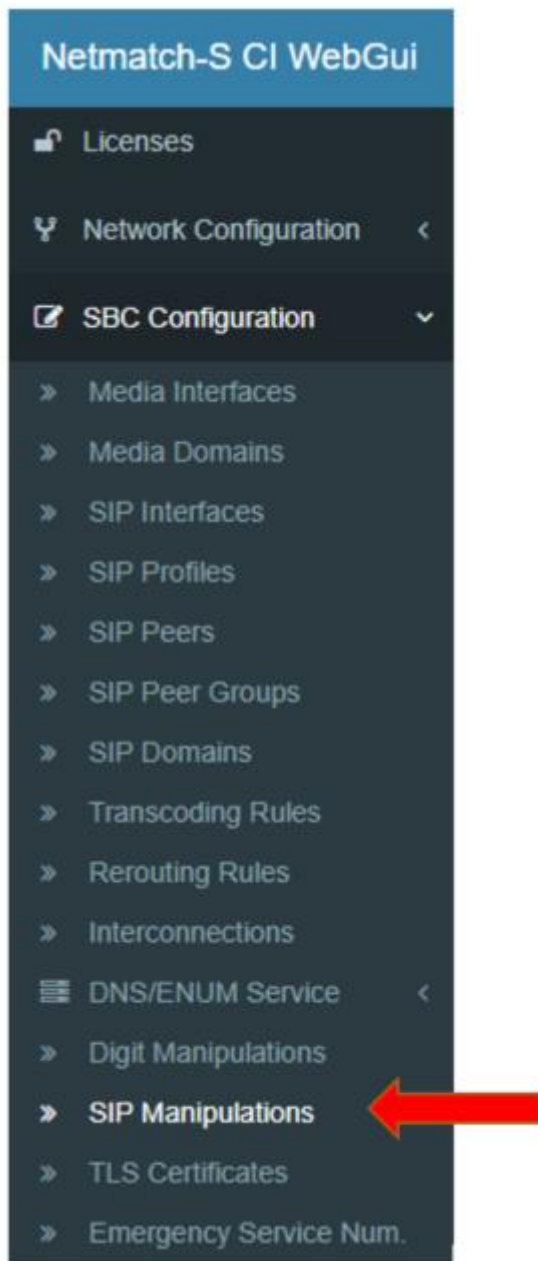 Netmatch-S CI WebGui
Licenses
Network Configuration
SBC Configuration
Media Interfaces
Media Domains
SIP Interfaces
SIP Profiles
SIP Peers
SIP Peer Groups
SIP Domains
Transcoding Rules
Rerouting Rules
Interconnections
DNS/ENUM Service
Digit Manipulations
SIP Manipulations
TLS Certificates
Emergency Service Num.